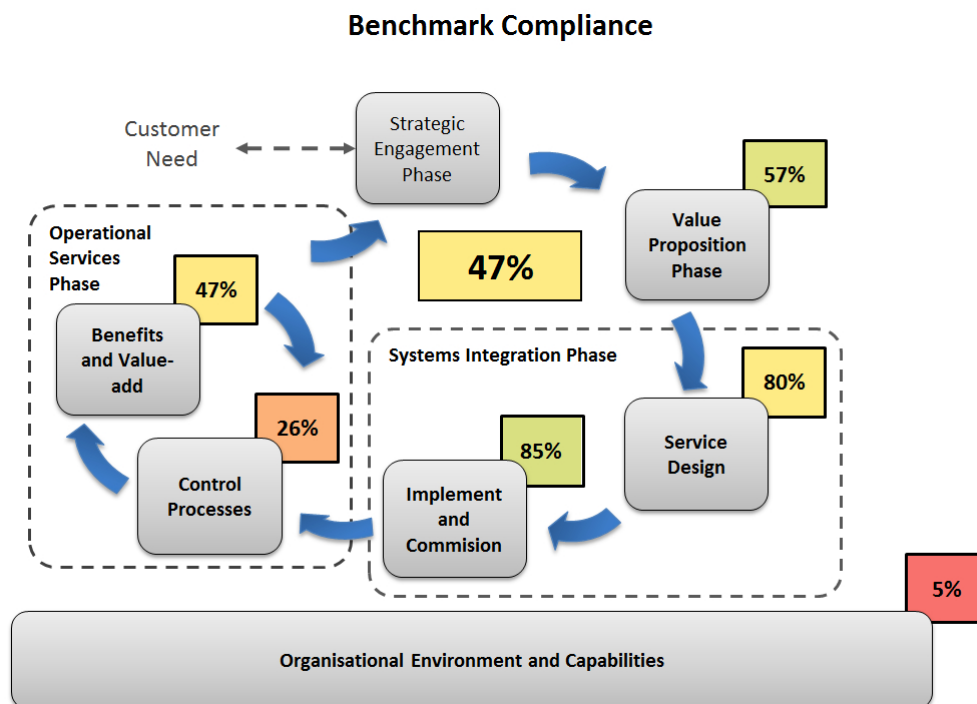 Benchmark Compliance
Customer
Need
Strategic
Engagement
Phase
57%
Value
Proposition
Phase
Operational
Services
Phase
47%
47%
Benefits
and Value-
add
Systems Integration Phase
80%
Service
Design
26%
Control
Processes
85%
Implement
and
Commision
5%
Organisational Environment and Capabilities